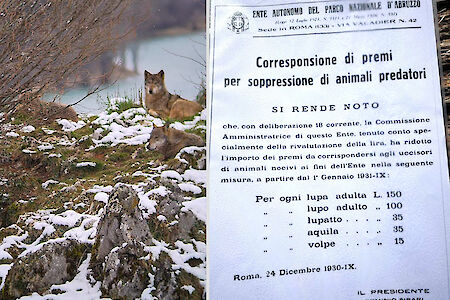 ENTE AUTONOMO DEL PARCO NAZIONALE D'ABRUZZO
Sede in ROMA (133) - VIA VALADIER N. 42
Corresponsione di premi
per soppressione di animali predatori
SI RENDE NOTO
che, con deliberazione 18 corrente, la Commissione
Amministratrice di questo Ente, tenuto conto spe-
cialmente della rivalutazione della lira, ha ridotto
l'importo dei premi da corrispondersi agli uccisori
di animali nocivi ai fini dell'Ente nella seguente
misura, a partire dal 1° Gennaio 1931-IX:
Per ogni lupa adulta L. 150
„ „ lupo adulto „ 100
„ „ lupatto „ 35
„ „ aquila „ 35
„ „ volpe „ 15
Roma, 24 Dicembre 1930-IX.
IL PRESIDENTE